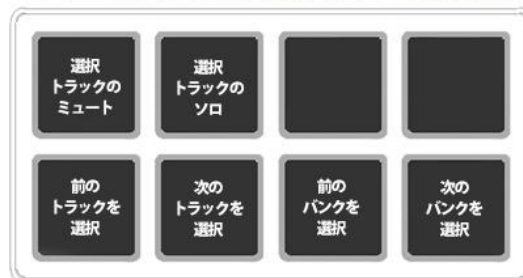 選択
トラックの
ミュート
選択
トラックの
ソロ
前の
トラックを
選択
次の
トラックを
選択
前の
バンクを
選択
次の
バンクを
選択